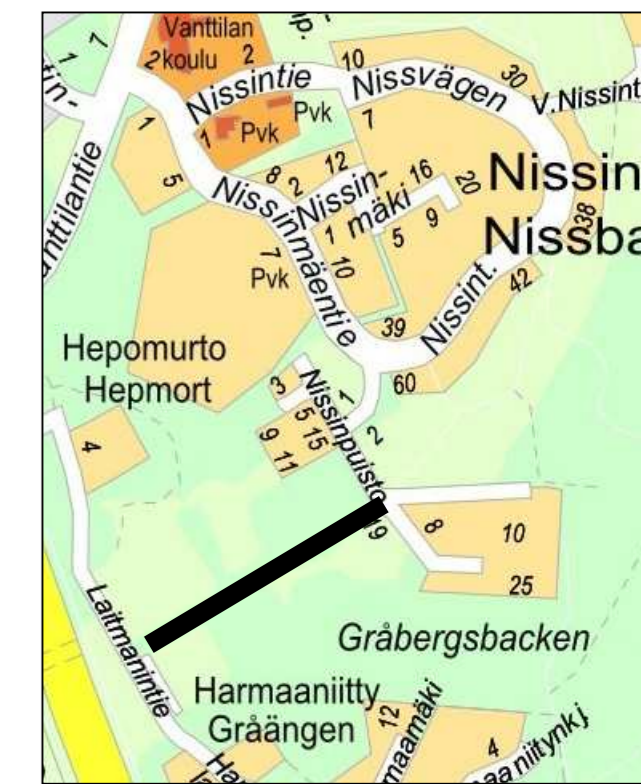 Vanttilan
2 koulu 2
1 7
Nissintie
10
Nissvägen
30
V.Nissint
Pvk
1 Pvk
7
1
5
8 2 12
Nissin-
mäki
16
20
Nissin
Nissba
38
1
5 9
10
7
Pvk
Nissinmäentie
39
Nissint.
42
60
Hepomurto
Hepmort
3
Nissinpuisto
1
2
5 15
9 11
4
19
8
10
25
Laitmanintie
Gråbergsbacken
Harmaaniitty
Gråängen
12
4